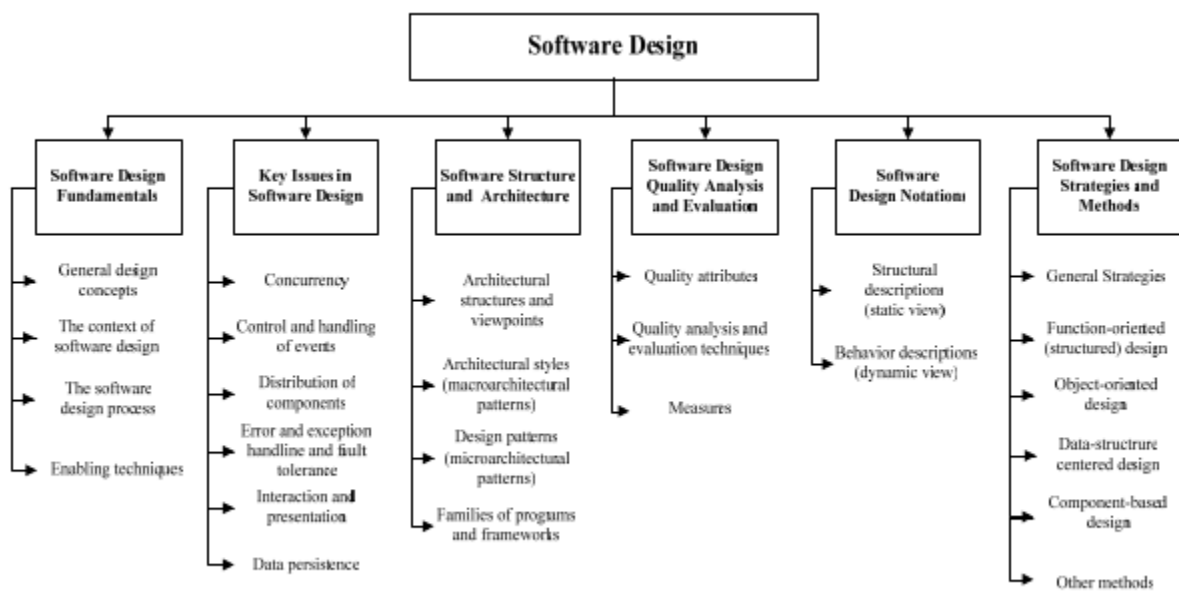 Software Design
Software Design
Fundamentals
General design
concepts
The context of
software design
The software
design process
Enabling techniques
Key Issues in
Software Design
Concurrency
Control and handling
of events
Distribution of
components
Error and exception
handline and fault
tolerance
Interaction and
presentation
Data persistence
Software Structure
and Architecture
Architectural
structures and
viewpoints
Architectural styles
(macroarchitectural
patterns)
Design patterns
(microarchitectural
patterns)
Families of programs
and frameworks
Software Design
Quality Analysis
and Evaluation
Quality attributes
Quality analysis and
evaluation techniques
Measures
Software
Design Notations
Structural
descriptions
(static view)
Behavior descriptions
(dynamic view)
Software Design
Strategies and
Methods
General Strategies
Function-oriented
(structured) design
Object-oriented
design
Data-structrure
centered design
Component-based
design
Other methods